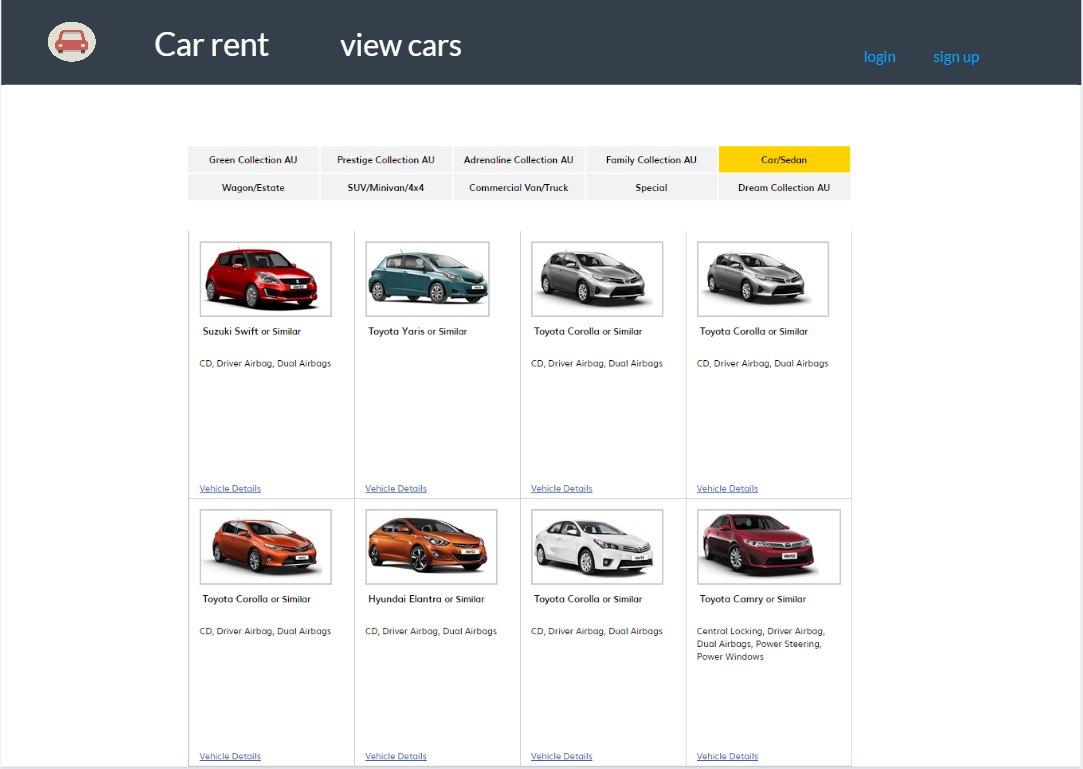 Car rent
view cars
login
sign up
Green Collection AU
Prestige Collection AU
Adrenaline Collection AU
Family Collection AU
Car/Sedan
Wagon/Estate
SUV/Minivan/4x4
Commercial Van/Truck
Special
Dream Collection AU
Suzuki Swift or Similar
Toyota Yaris or Similar
Toyota Corolla or Similar
Toyota Corolla or Similar
CD, Driver Airbag, Dual Airbags
CD, Driver Airbag, Dual Airbags
CD, Driver Airbag, Dual Airbags
Vehicle Details
Vehicle Details
Vehicle Details
Vehicle Details
Toyota Corolla or Similar
Hyundai Elantra or Similar
Toyota Corolla or Similar
Toyota Camry or Similar
CD, Driver Airbag, Dual Airbags
CD, Driver Airbag, Dual Airbags
CD, Driver Airbag, Dual Airbags
Central Locking, Driver Airbag,
Dual Airbags, Power Steering,
Power Windows
Vehicle Details
Vehicle Details
Vehicle Details
Vehicle Details